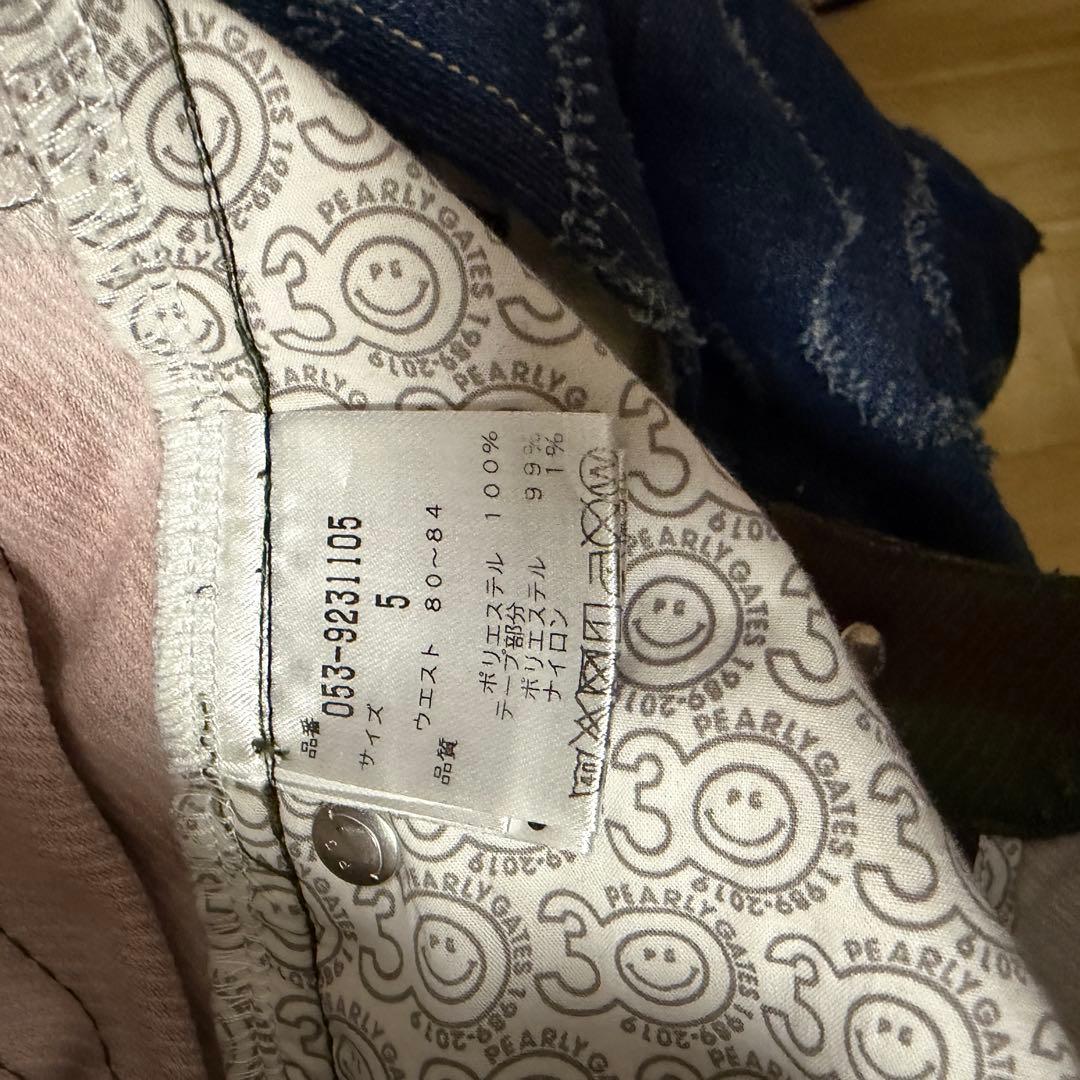 品番
053-9231105
サイズ
5
ウエスト 80～84
品質
ポリエステル 100%
テープ部分
ポリエステル 99%
ナイロン 1%
40
W
PEARLY GATES 1989-2019
30
PG